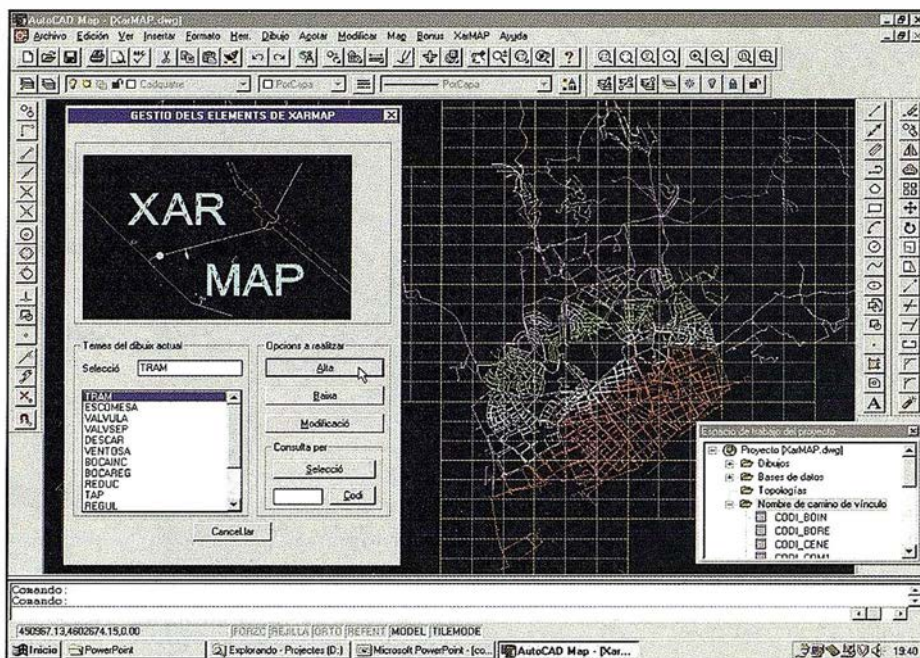 AutoCAD Map - [XarMAP.dwg]
Archivo Edición Ver Insertar Formato Herr. Dibujo Acotar Modificar Map Bonus XarMAP Ayuda
Cadquatre
PorCapa
PorCapa
GESTIO DELS ELEMENTS DE XARMAP
XAR
MAP
Temes del dibuix actual
Selecció TRAM
TRAM
ESCOMESA
VALVULA
VALVSEP
DESCAR
VENTOSA
BOCAINC
BOCAREG
REDUC
TAP
REGUL
Opcions a realitzar
Alta
Baixa
Modificació
Consulta per
Selecció
Codi
Cancel.lar
Espacio de trabajo del proyecto
Proyecto [XarMAP.dwg]
Dibujos
Bases de datos
Topologías
Nombre de camino de vínculo
CODI_BOIN
CODI_BORE
CODI_CENE
CODI_COM1
A
Comando:
Comando:
450967.13,4602674.15,0.00 FORZC REJILLA ORTO REFENT MODEL TILEMODE
Inicio PowerPoint Explorando - Projectes (D:) Microsoft PowerPoint - [co... AutoCAD Map - [Xar... 19:40